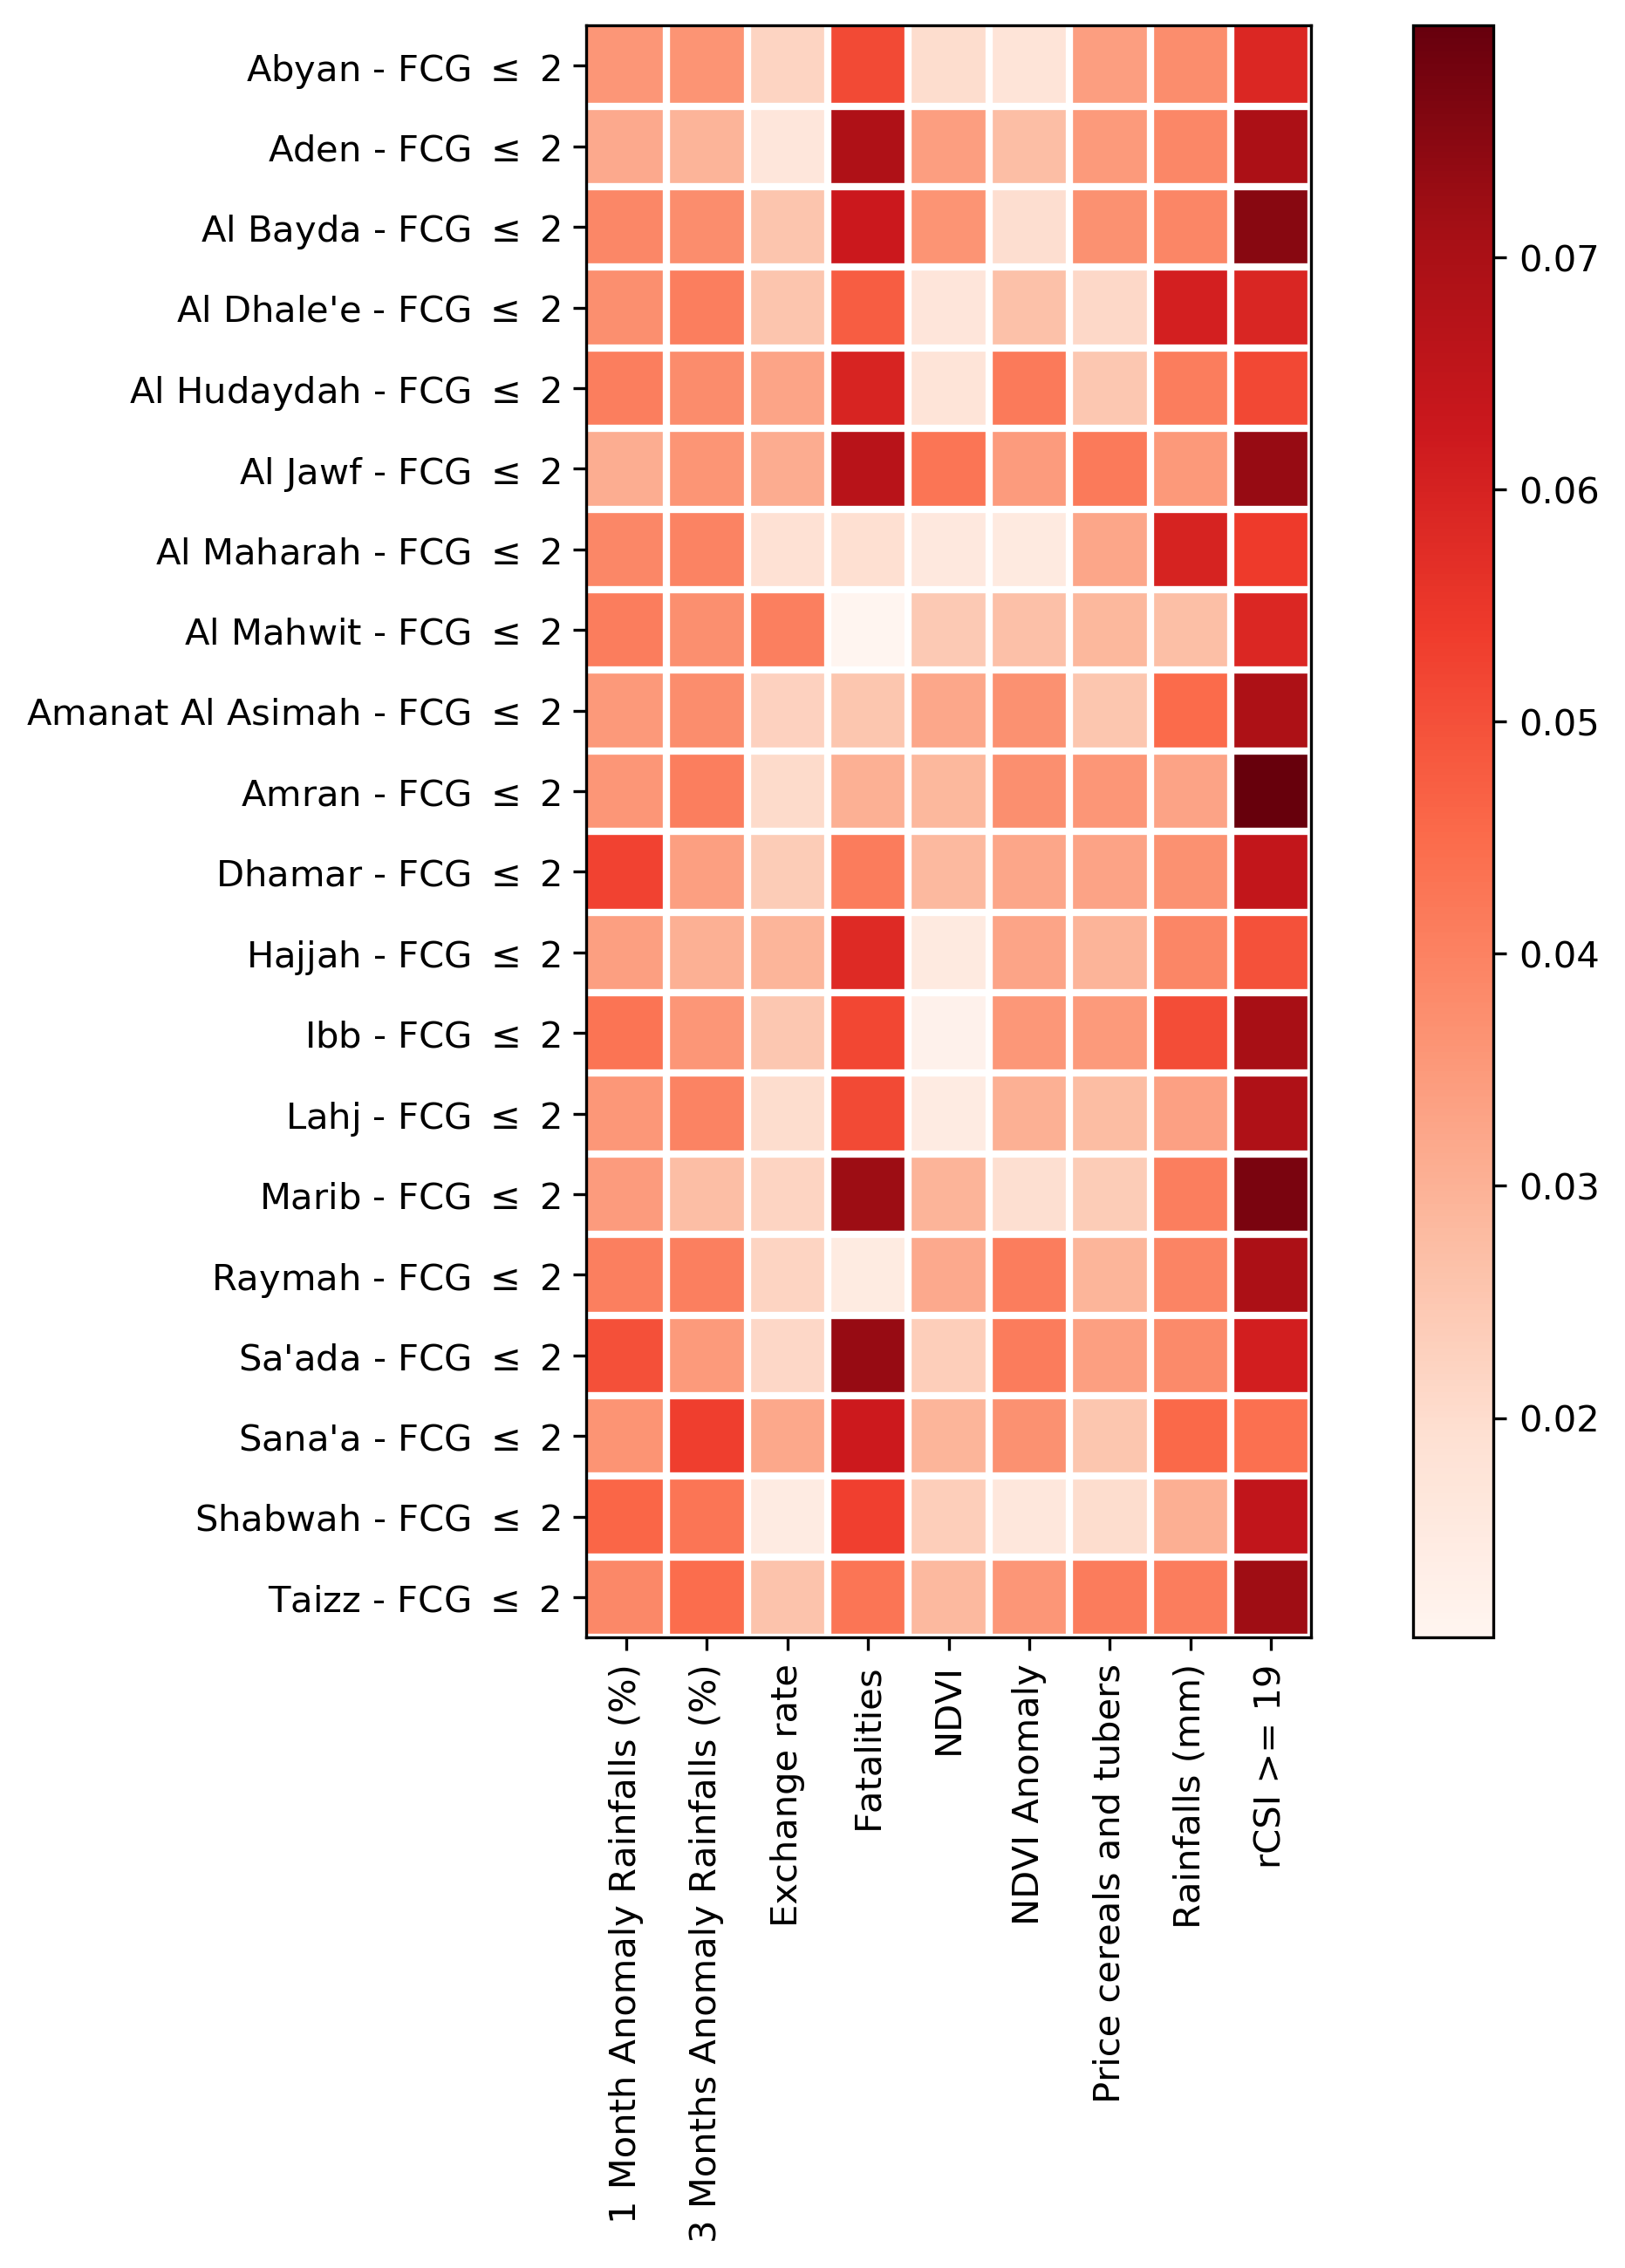 Abyan - FCG ≤ 2
Aden - FCG ≤ 2
Al Bayda - FCG ≤ 2
Al Dhale'e - FCG ≤ 2
Al Hudaydah - FCG ≤ 2
Al Jawf - FCG ≤ 2
Al Maharah - FCG ≤ 2
Al Mahwit - FCG ≤ 2
Amanat Al Asimah - FCG ≤ 2
Amran - FCG ≤ 2
Dhamar - FCG ≤ 2
Hajjah - FCG ≤ 2
Ibb - FCG ≤ 2
Lahj - FCG ≤ 2
Marib - FCG ≤ 2
Raymah - FCG ≤ 2
Sa'ada - FCG ≤ 2
Sana'a - FCG ≤ 2
Shabwah - FCG ≤ 2
Taizz - FCG ≤ 2
1 Month Anomaly Rainfalls (%)
3 Months Anomaly Rainfalls (%)
Exchange rate
Fatalities
NDVI
NDVI Anomaly
Price cereals and tubers
Rainfalls (mm)
rCSI >= 19
0.07
0.06
0.05
0.04
0.03
0.02